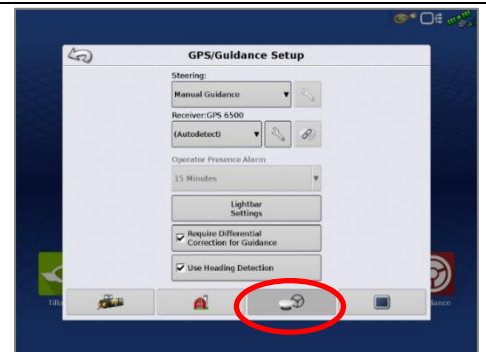 GPS/Guidance Setup
Steering:
Manual Guidance
Receiver:GPS 6500
(Autodetect)
Operator Presence Alarm
15 Minutes
Lightbar
Settings
Require Differential
Correction for Guidance
Use Heading Detection
Tilla
lance